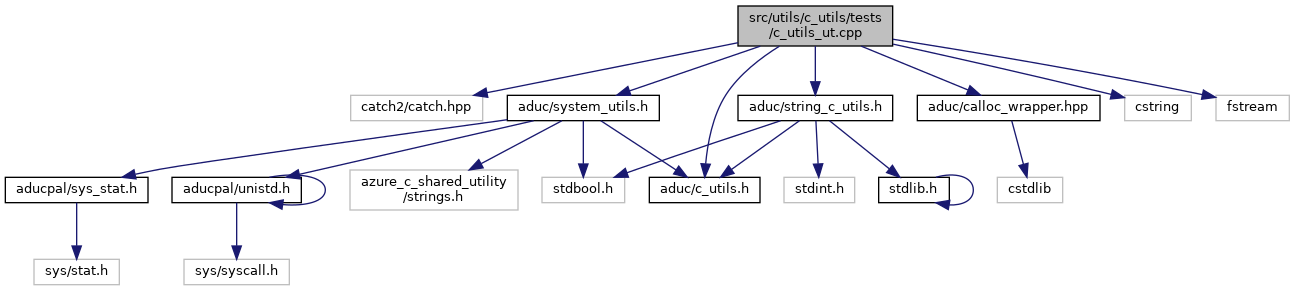 src/utils/c_utils/tests
/c_utils_ut.cpp
catch2/catch.hpp
aduc/system_utils.h
aduc/string_c_utils.h
aduc/calloc_wrapper.hpp
cstring
fstream
aducpal/sys_stat.h
aducpal/unistd.h
azure_c_shared_utility
/strings.h
stdbool.h
aduc/c_utils.h
stdint.h
stdlib.h
cstdlib
sys/stat.h
sys/syscall.h